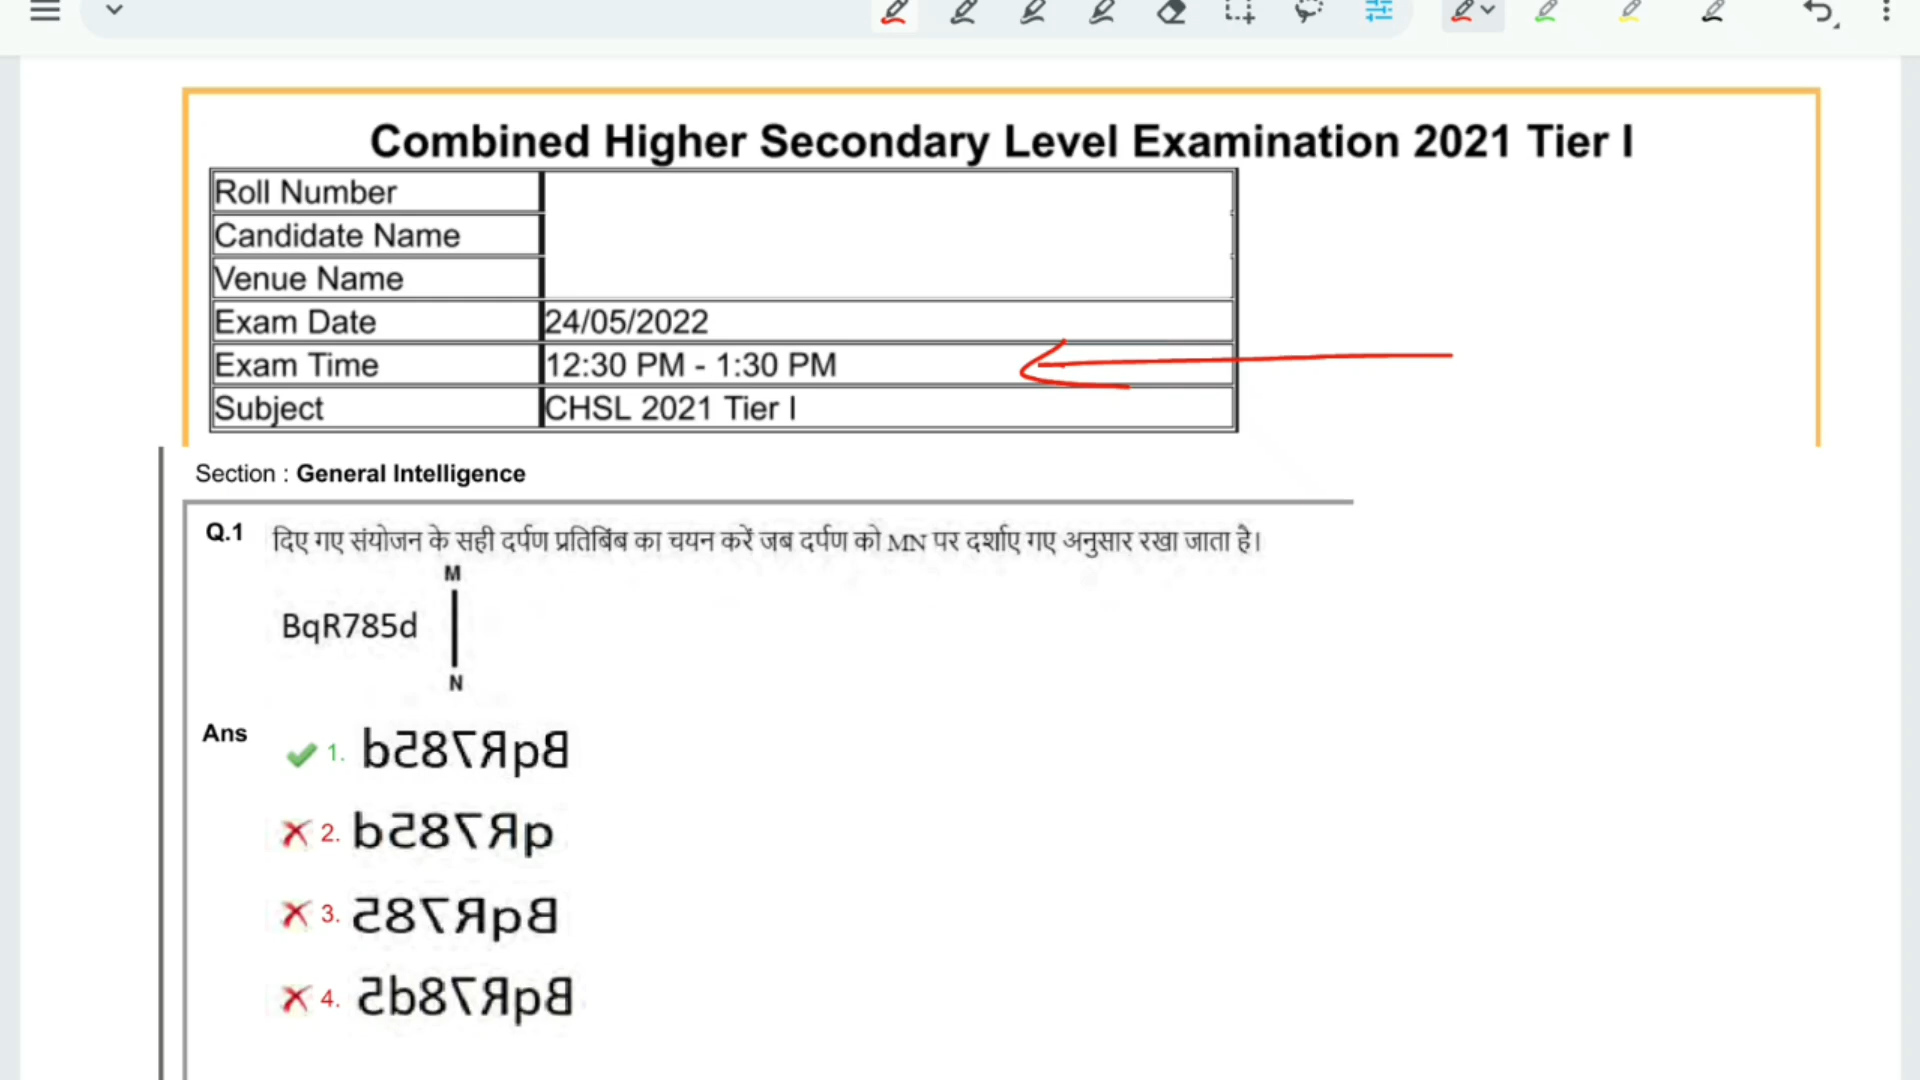 Combined Higher Secondary Level Examination 2021 Tier I
Roll Number
Candidate Name
Venue Name
Exam Date 24/05/2022
Exam Time 12:30 PM - 1:30 PM
Subject CHSL 2021 Tier I
Section : General Intelligence
Q.1 दिए गए संयोजन के सही दर्पण प्रतिबिंब का चयन करें जब दर्पण को MN पर दर्शाए गए अनुसार रखा जाता है।
M
BqR785d
N
Ans
1.
2.
3.
4.